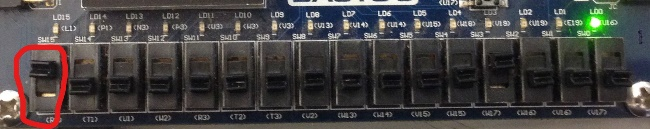 LD15 LD14 LD13 LD12 LD11 LD10 LD9 LD8 LD7 LD6 LD5 LD4 LD3 LD2 LD1 LD0
(L1) (P1) (N3) (P3) (U3) (W3) (V3) (V13) (V14) (U14) (U15) (W18) (V19) (U19) (E19) (U16)
SW15 SW14 SW13 SW12 SW11 SW10 SW9 SW8 SW7 SW6 SW5 SW4 SW3 SW2 SW1 SW0
(T1) (U1) (W2) (R3) (T2) (T3) (V2) (W13) (W14) (V15) (W15) (W17) (W16) (V16) (V17)